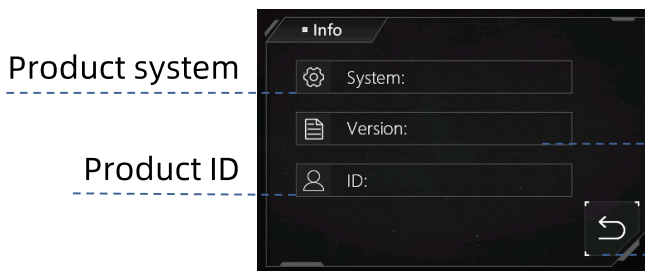 Info
Product system
System:
Version:
Product ID
ID: